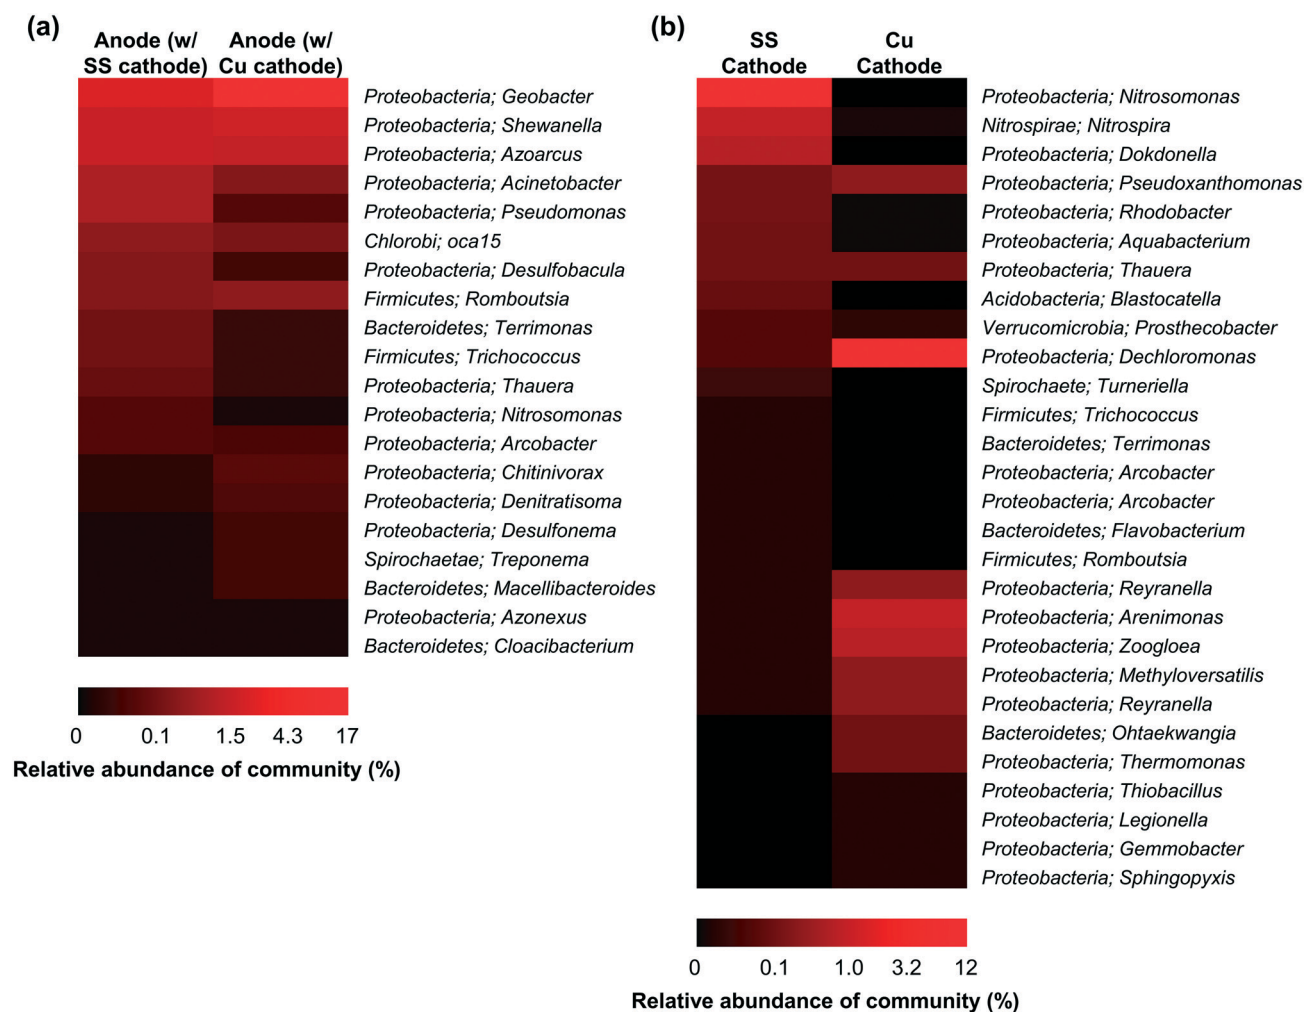 (a)
Anode (w/ SS cathode)
Anode (w/ Cu cathode)
Proteobacteria; Geobacter
Proteobacteria; Shewanella
Proteobacteria; Azoarcus
Proteobacteria; Acinetobacter
Proteobacteria; Pseudomonas
Chlorobi; oca15
Proteobacteria; Desulfobacula
Firmicutes; Romboutsia
Bacteroidetes; Terrimonas
Firmicutes; Trichococcus
Proteobacteria; Thauera
Proteobacteria; Nitrosomonas
Proteobacteria; Arcobacter
Proteobacteria; Chitinivorax
Proteobacteria; Denitratisoma
Proteobacteria; Desulfonema
Spirochaetae; Treponema
Bacteroidetes; Macellibacteroides
Proteobacteria; Azonexus
Bacteroidetes; Cloacibacterium
0 0.1 1.5 4.3 17
Relative abundance of community (%)
(b)
SS Cathode
Cu Cathode
Proteobacteria; Nitrosomonas
Nitrospirae; Nitrospira
Proteobacteria; Dokdonella
Proteobacteria; Pseudoxanthomonas
Proteobacteria; Rhodobacter
Proteobacteria; Aquabacterium
Proteobacteria; Thauera
Acidobacteria; Blastocatella
Verrucomicrobia; Prosthecobacter
Proteobacteria; Dechloromonas
Spirochaete; Turneriella
Firmicutes; Trichococcus
Bacteroidetes; Terrimonas
Proteobacteria; Arcobacter
Proteobacteria; Arcobacter
Bacteroidetes; Flavobacterium
Firmicutes; Romboutsia
Proteobacteria; Reyranella
Proteobacteria; Arenimonas
Proteobacteria; Zoogloea
Proteobacteria; Methyloversatilis
Proteobacteria; Reyranella
Bacteroidetes; Ohtaekwangia
Proteobacteria; Thermomonas
Proteobacteria; Thiobacillus
Proteobacteria; Legionella
Proteobacteria; Gemmobacter
Proteobacteria; Sphingopyxis
0 0.1 1.0 3.2 12
Relative abundance of community (%)